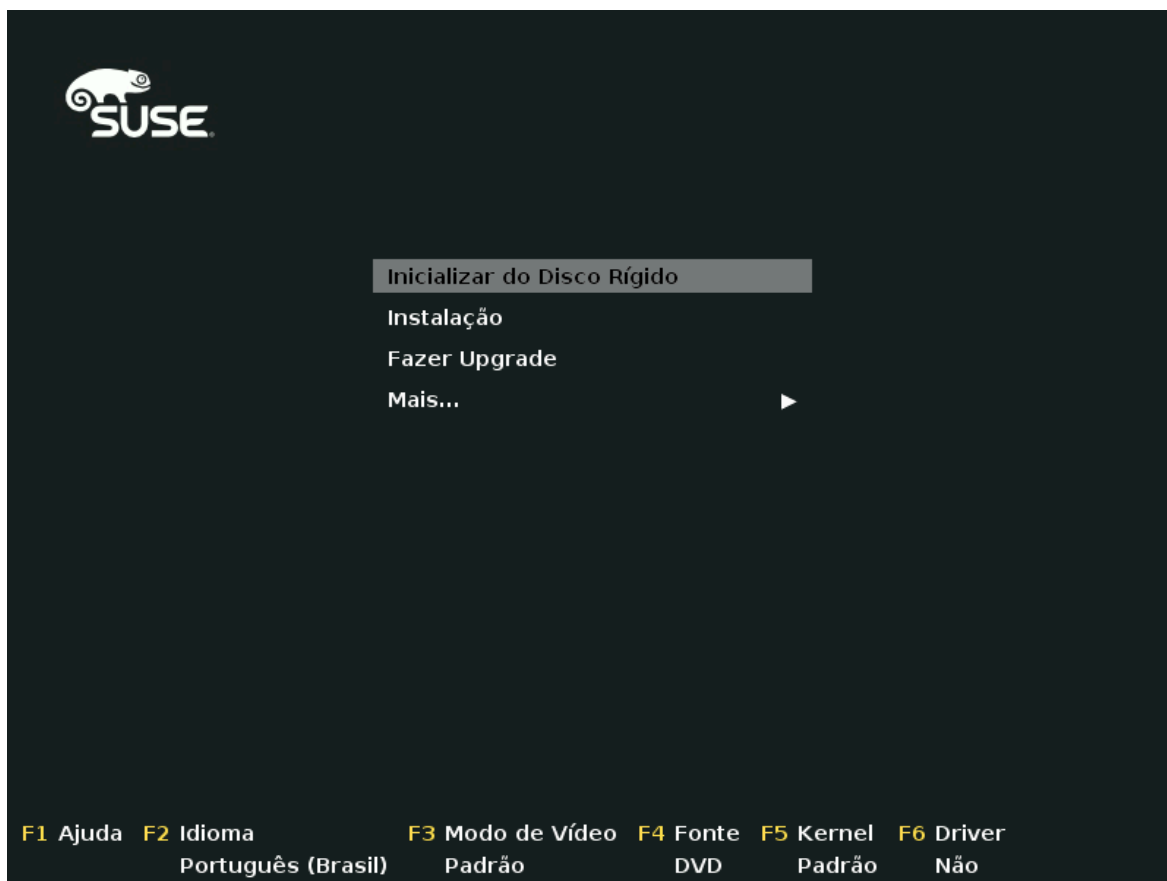 SUSE
Inicializar do Disco Rígido
Instalação
Fazer Upgrade
Mais...
F1 Ajuda F2 Idioma F3 Modo de Vídeo F4 Fonte F5 Kernel F6 Driver
Português (Brasil) Padrão DVD Padrão Não